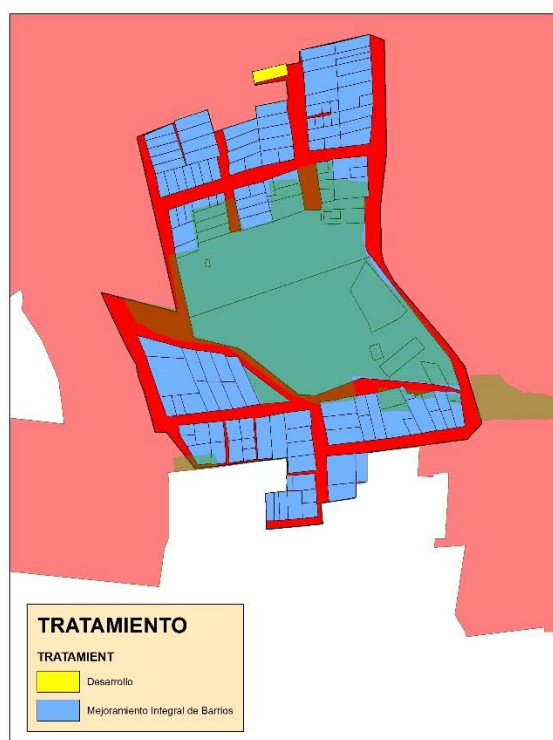 TRATAMIENTO
TRATAMIENT
Desarrollo
Mejoramiento Integral de Barrios